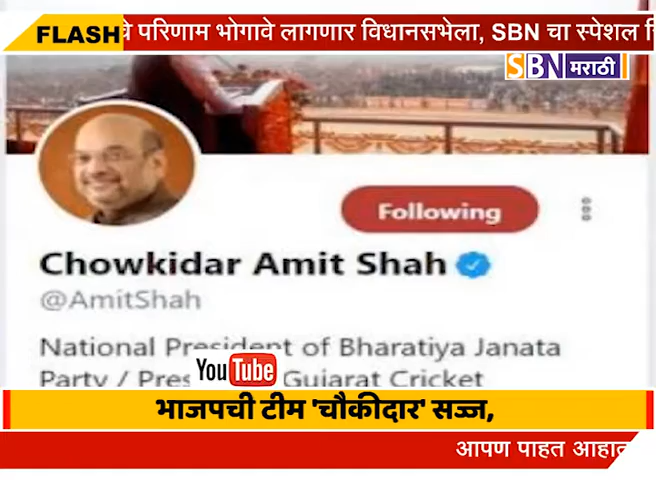 FLASH चे परिणाम भोगावे लागणार विधानसभेला, SBN चा स्पेशल
SBN मराठी
Following
Chowkidar Amit Shah
@AmitShah
National President of Bharatiya Janata
Party / Pres Gujarat Cricket
YouTube
भाजपची टीम 'चौकीदार' सज्ज,
आपण पाहत आहात